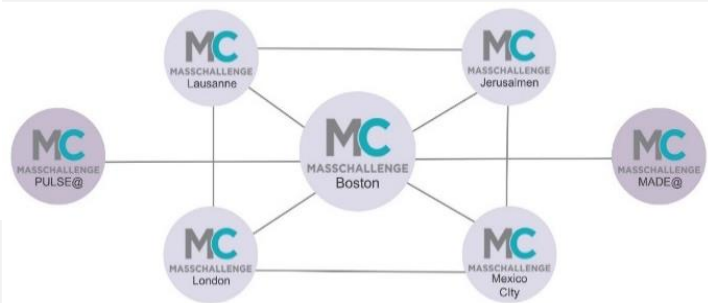 MC
MASSCHALLENGE
Lausanne
MC
MASSCHALLENGE
Jerusalmen
MC
MASSCHALLENGE
PULSE@
MC
MASSCHALLENGE
Boston
MC
MASSCHALLENGE
MADE@
MC
MASSCHALLENGE
London
MC
MASSCHALLENGE
Mexico
City